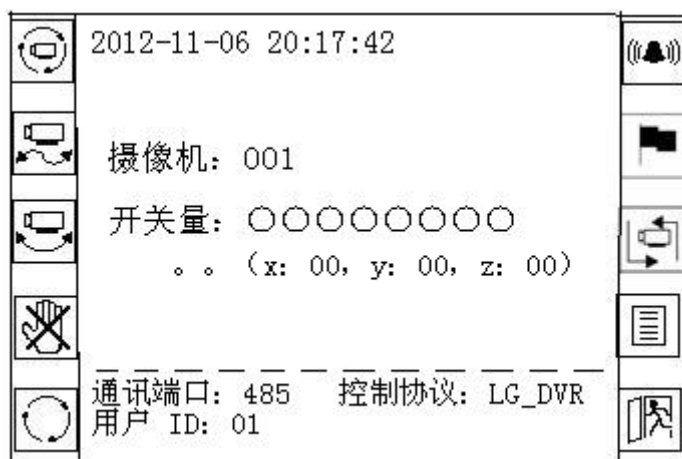 2012-11-06 20:17:42
摄像机: 001
开关量: ○○○○○○○○
。。(x: 00, y: 00, z: 00)
通讯端口: 485 控制协议: LG_DVR
用户 ID: 01